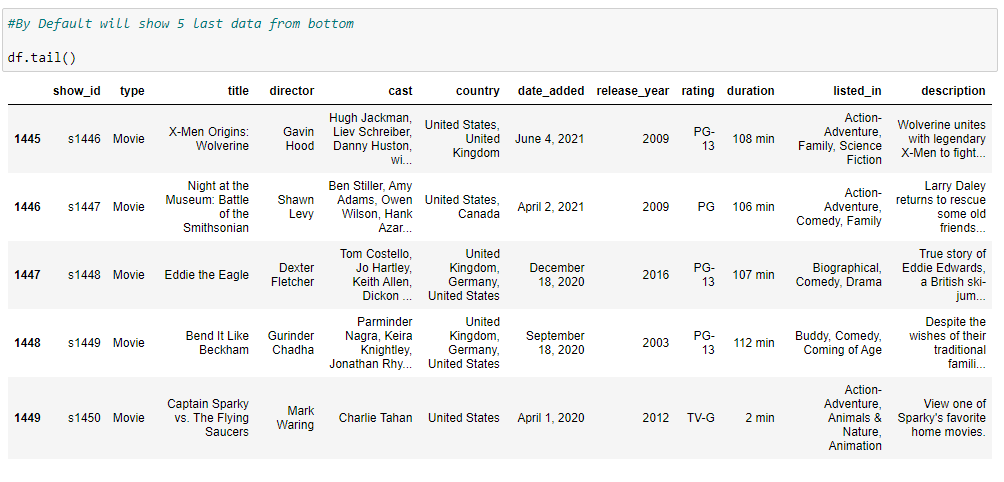 #By Default will show 5 last data from bottom
df.tail()
show_id type title director cast country date_added release_year rating duration listed_in description
1445 s1446 Movie X-Men Origins: Wolverine Gavin Hood Hugh Jackman, Liev Schreiber, Danny Huston, wi... United States, United Kingdom June 4, 2021 2009 PG-13 108 min Action-Adventure, Family, Science Fiction Wolverine unites with legendary X-Men to fight...
1446 s1447 Movie Night at the Museum: Battle of the Smithsonian Shawn Levy Ben Stiller, Amy Adams, Owen Wilson, Hank Azar... United States, Canada April 2, 2021 2009 PG 106 min Action-Adventure, Comedy, Family Larry Daley returns to rescue some old friends...
1447 s1448 Movie Eddie the Eagle Dexter Fletcher Tom Costello, Jo Hartley, Keith Allen, Dickon ... United Kingdom, Germany, United States December 18, 2020 2016 PG-13 107 min Biographical, Comedy, Drama True story of Eddie Edwards, a British ski-jum...
1448 s1449 Movie Bend It Like Beckham Gurinder Chadha Parminder Nagra, Keira Knightley, Jonathan Rhy... United Kingdom, Germany, United States September 18, 2020 2003 PG-13 112 min Buddy, Comedy, Coming of Age Despite the wishes of their traditional famili...
1449 s1450 Movie Captain Sparky vs. The Flying Saucers Mark Waring Charlie Tahan United States April 1, 2020 2012 TV-G 2 min Action-Adventure, Animals & Nature, Animation View one of Sparky's favorite home movies.